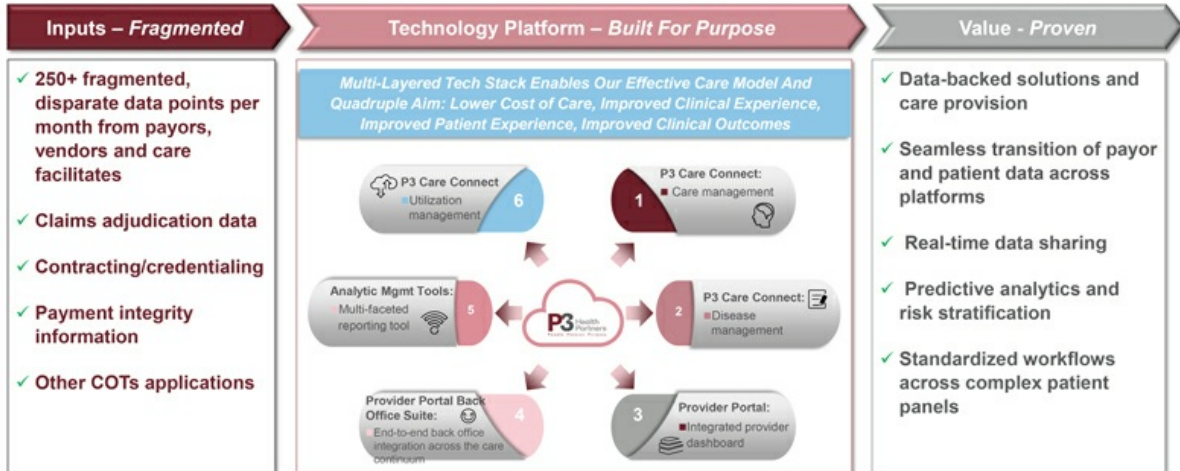 Inputs – Fragmented
Technology Platform – Built For Purpose
Value - Proven
250+ fragmented,
disparate data points per
month from payors,
vendors and care
facilitates
Claims adjudication data
Contracting/credentialing
Payment integrity
information
Other COTs applications
Multi-Layered Tech Stack Enables Our Effective Care Model And
Quadruple Aim: Lower Cost of Care, Improved Clinical Experience,
Improved Patient Experience, Improved Clinical Outcomes
P3 Care Connect
Utilization
management
6
1
P3 Care Connect:
Care management
Analytic Mgmt Tools:
Multi-faceted
reporting tool
5
P3 Health
Partners
2
P3 Care Connect:
Disease
management
Provider Portal Back
Office Suite:
End-to-end back office
integration across the care
continuum
4
3
Provider Portal:
Integrated provider
dashboard
Data-backed solutions and
care provision
Seamless transition of payor
and patient data across
platforms
Real-time data sharing
Predictive analytics and
risk stratification
Standardized workflows
across complex patient
panels